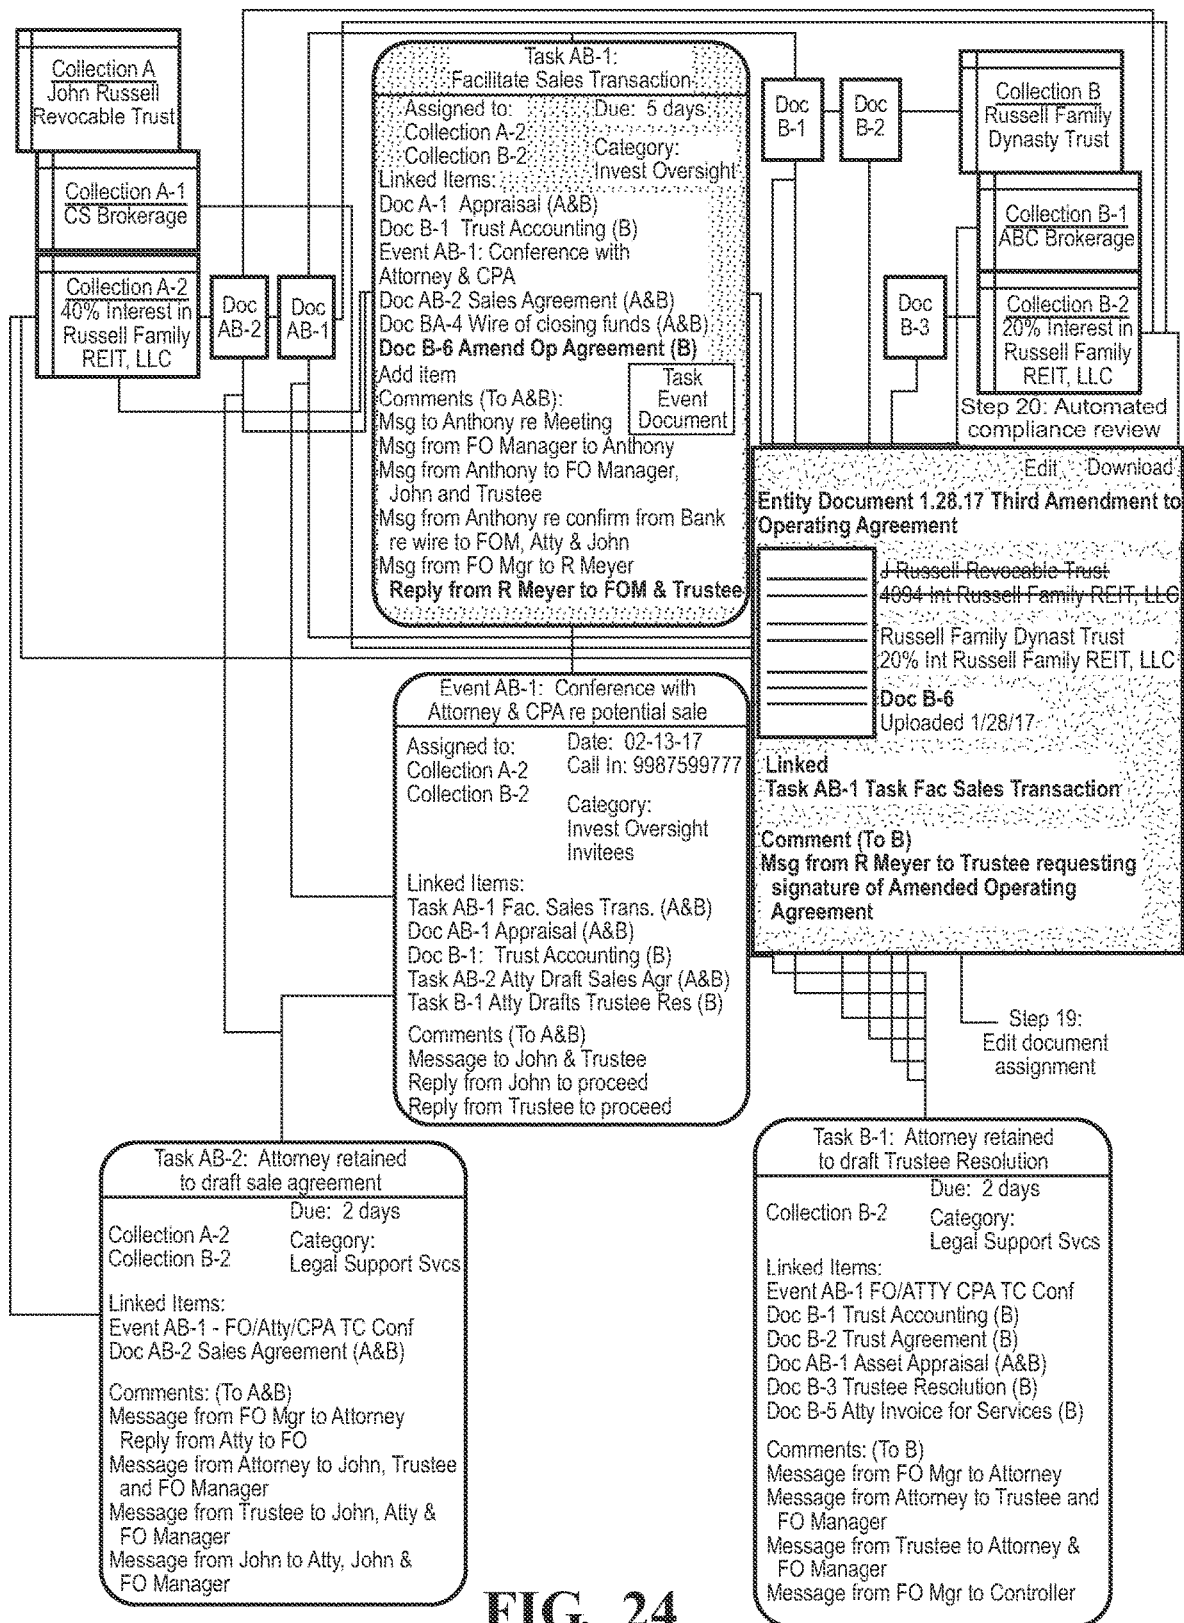 Collection A
John Russell
Revocable Trust
Collection A-1
CS Brokerage
Collection A-2
40% Interest in
Russell Family
REIT, LLC
Doc
AB-2
Doc
AB-1
Task AB-1:
Facilitate Sales Transaction
Assigned to:
Collection A-2
Collection B-2
Due: 5 days
Category:
Invest Oversight
Linked Items:
Doc A-1 Appraisal (A&B)
Doc B-1 Trust Accounting (B)
Event AB-1: Conference with
Attorney & CPA
Doc AB-2 Sales Agreement (A&B)
Doc BA-4 Wire of closing funds (A&B)
Doc B-6 Amend Op Agreement (B)
Add item
Comments (To A&B):
Msg to Anthony re Meeting
Msg from FO Manager to Anthony
Msg from Anthony to FO Manager,
John and Trustee
Msg from Anthony re confirm from Bank
re wire to FOM, Atty & John
Msg from FO Mgr to R Meyer
Reply from R Meyer to FOM & Trustee
Task
Event
Document
Doc
B-1
Doc
B-2
Collection B
Russell Family
Dynasty Trust
Collection B-1
ABC Brokerage
Doc
B-3
Collection B-2
20% Interest in
Russell Family
REIT, LLC
Step 20: Automated
compliance review
Edit Download
Entity Document 1.28.17 Third Amendment to
Operating Agreement
J Russell Revocable Trust
4094 Int Russell Family REIT, LLC
Russell Family Dynast Trust
20% Int Russell Family REIT, LLC
Doc B-6
Uploaded 1/28/17
Linked
Task AB-1 Task Fac Sales Transaction
Comment (To B)
Msg from R Meyer to Trustee requesting
signature of Amended Operating
Agreement
Step 19:
Edit document
assignment
Event AB-1: Conference with
Attorney & CPA re potential sale
Assigned to:
Collection A-2
Collection B-2
Date: 02-13-17
Call In: 9987599777
Category:
Invest Oversight
Invitees
Linked Items:
Task AB-1 Fac. Sales Trans. (A&B)
Doc AB-1 Appraisal (A&B)
Doc B-1: Trust Accounting (B)
Task AB-2 Atty Draft Sales Agr (A&B)
Task B-1 Atty Drafts Trustee Res (B)
Comments (To A&B)
Message to John & Trustee
Reply from John to proceed
Reply from Trustee to proceed
Task AB-2: Attorney retained
to draft sale agreement
Collection A-2
Collection B-2
Due: 2 days
Category:
Legal Support Svcs
Linked Items:
Event AB-1 - FO/Atty/CPA TC Conf
Doc AB-2 Sales Agreement (A&B)
Comments: (To A&B)
Message from FO Mgr to Attorney
Reply from Atty to FO
Message from Attorney to John, Trustee
and FO Manager
Message from Trustee to John, Atty &
FO Manager
Message from John to Atty, John &
FO Manager
Task B-1: Attorney retained
to draft Trustee Resolution
Collection B-2
Due: 2 days
Category:
Legal Support Svcs
Linked Items:
Event AB-1 FO/ATTY CPA TC Conf
Doc B-1 Trust Accounting (B)
Doc B-2 Trust Agreement (B)
Doc AB-1 Asset Appraisal (A&B)
Doc B-3 Trustee Resolution (B)
Doc B-5 Atty Invoice for Services (B)
Comments: (To B)
Message from FO Mgr to Attorney
Message from Attorney to Trustee and
FO Manager
Message from Trustee to Attorney &
FO Manager
Message from FO Mgr to Controller
FIG. 24